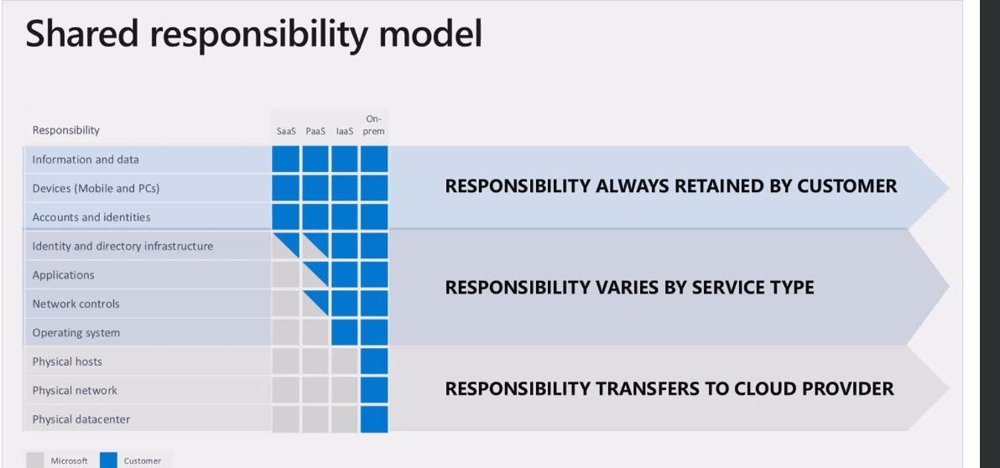 Shared responsibility model
Responsibility SaaS PaaS IaaS On-prem
Information and data
Devices (Mobile and PCs)
Accounts and identities
RESPONSIBILITY ALWAYS RETAINED BY CUSTOMER
Identity and directory infrastructure
Applications
Network controls
Operating system
RESPONSIBILITY VARIES BY SERVICE TYPE
Physical hosts
Physical network
Physical datacenter
RESPONSIBILITY TRANSFERS TO CLOUD PROVIDER
Microsoft Customer